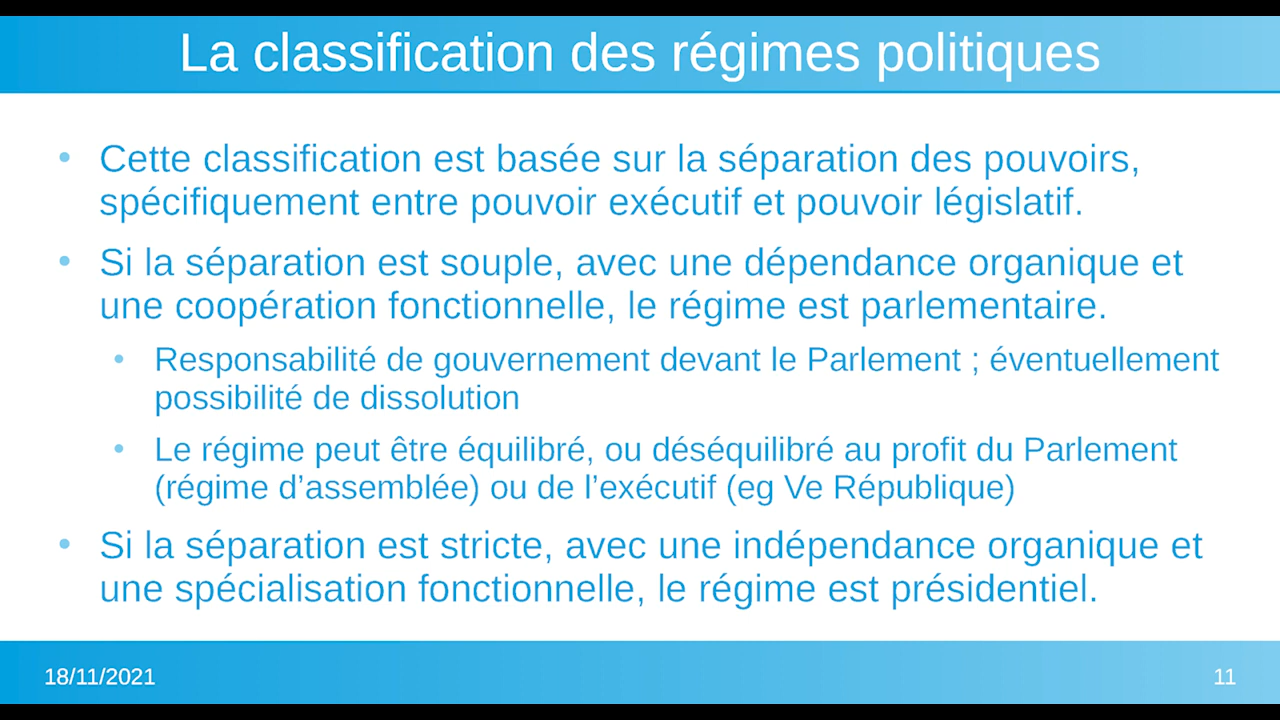 La classification des régimes politiques
• Cette classification est basée sur la séparation des pouvoirs,
spécifiquement entre pouvoir exécutif et pouvoir législatif.
• Si la séparation est souple, avec une dépendance organique et
une coopération fonctionnelle, le régime est parlementaire.
• Responsabilité de gouvernement devant le Parlement ; éventuellement
possibilité de dissolution
• Le régime peut être équilibré, ou déséquilibré au profit du Parlement
(régime d’assemblée) ou de l’exécutif (eg Ve République)
• Si la séparation est stricte, avec une indépendance organique et
une spécialisation fonctionnelle, le régime est présidentiel.
18/11/2021
11